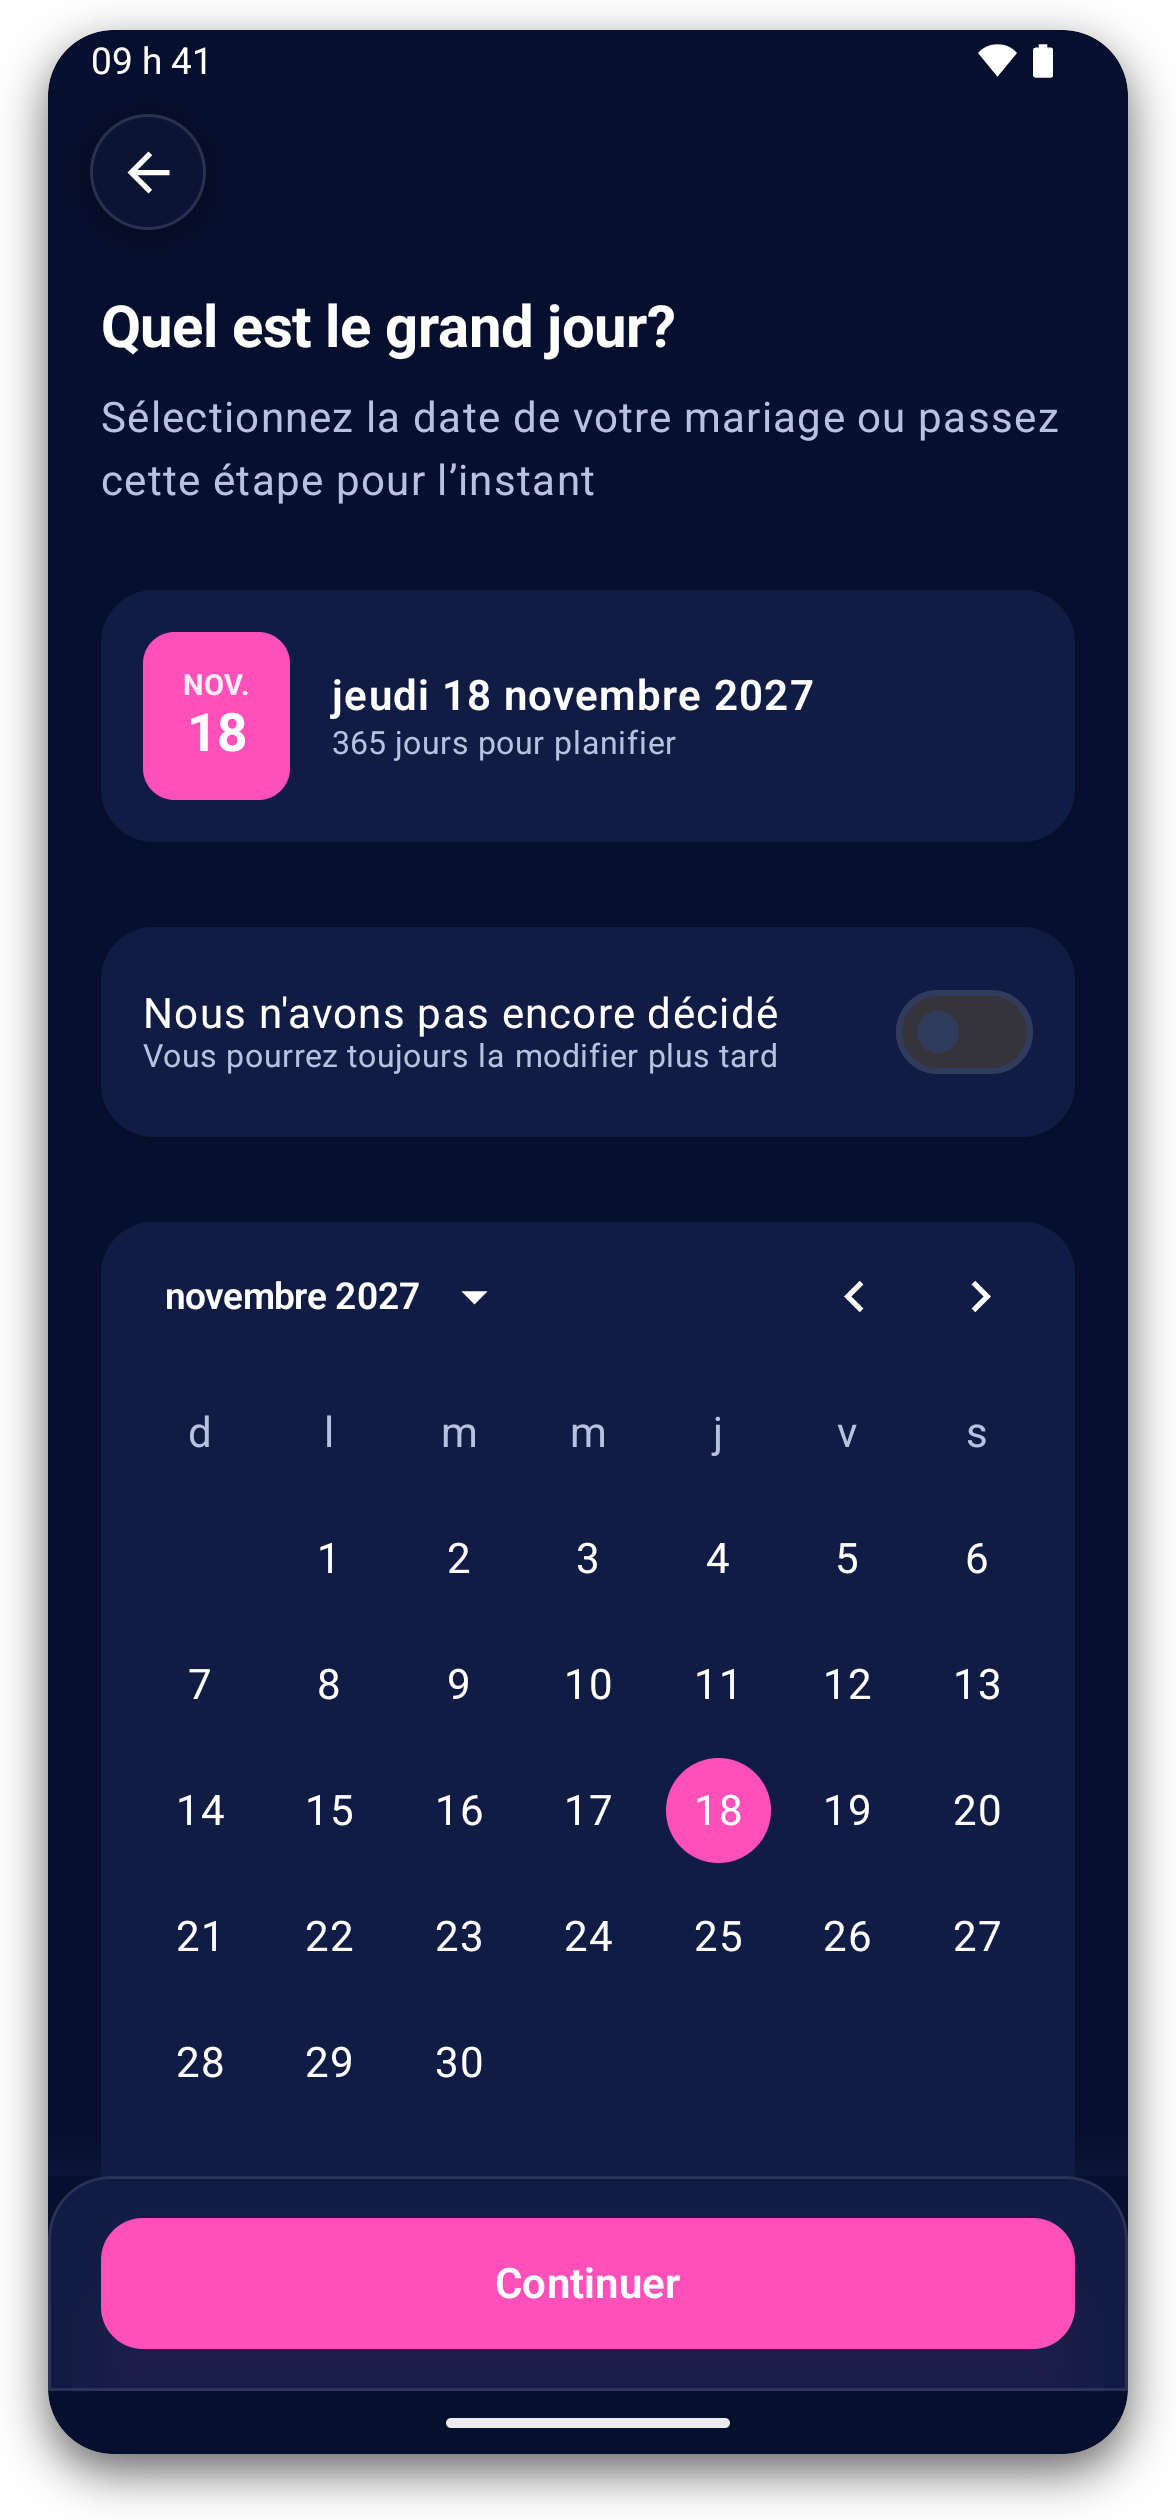 09 h 41
Quel est le grand jour?
Sélectionnez la date de votre mariage ou passez
cette étape pour l’instant
NOV.
18
jeudi 18 novembre 2027
365 jours pour planifier
Nous n'avons pas encore décidé
Vous pourrez toujours la modifier plus tard
novembre 2027
d l m m j v s
1 2 3 4 5 6
7 8 9 10 11 12 13
14 15 16 17 18 19 20
21 22 23 24 25 26 27
28 29 30
Continuer